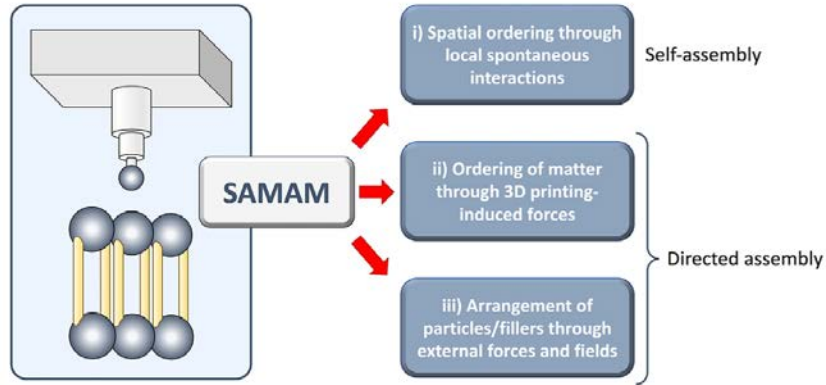 i) Spatial ordering through
local spontaneous
interactions
Self-assembly
SAMAM
ii) Ordering of matter
through 3D printing-
induced forces
Directed assembly
iii) Arrangement of
particles/fillers through
external forces and fields